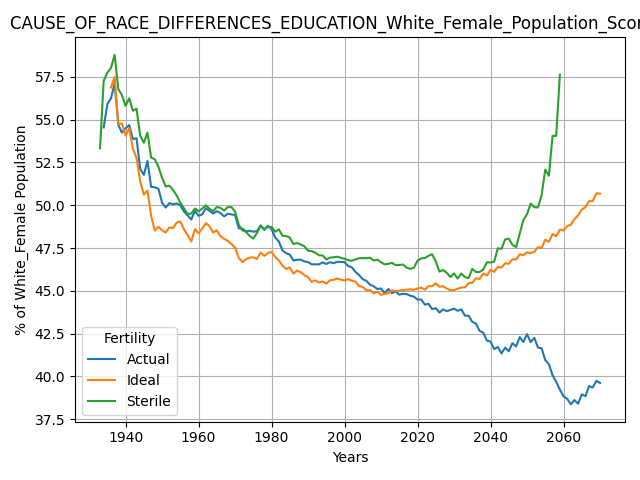 CAUSE_OF_RACE_DIFFERENCES_EDUCATION_White_Female_Population_Scor
57.5
55.0
52.5
50.0
47.5
45.0
42.5
40.0
37.5
% of White_Female Population
Fertility
Actual
Ideal
Sterile
1940
1960
1980
2000
2020
2040
2060
Years